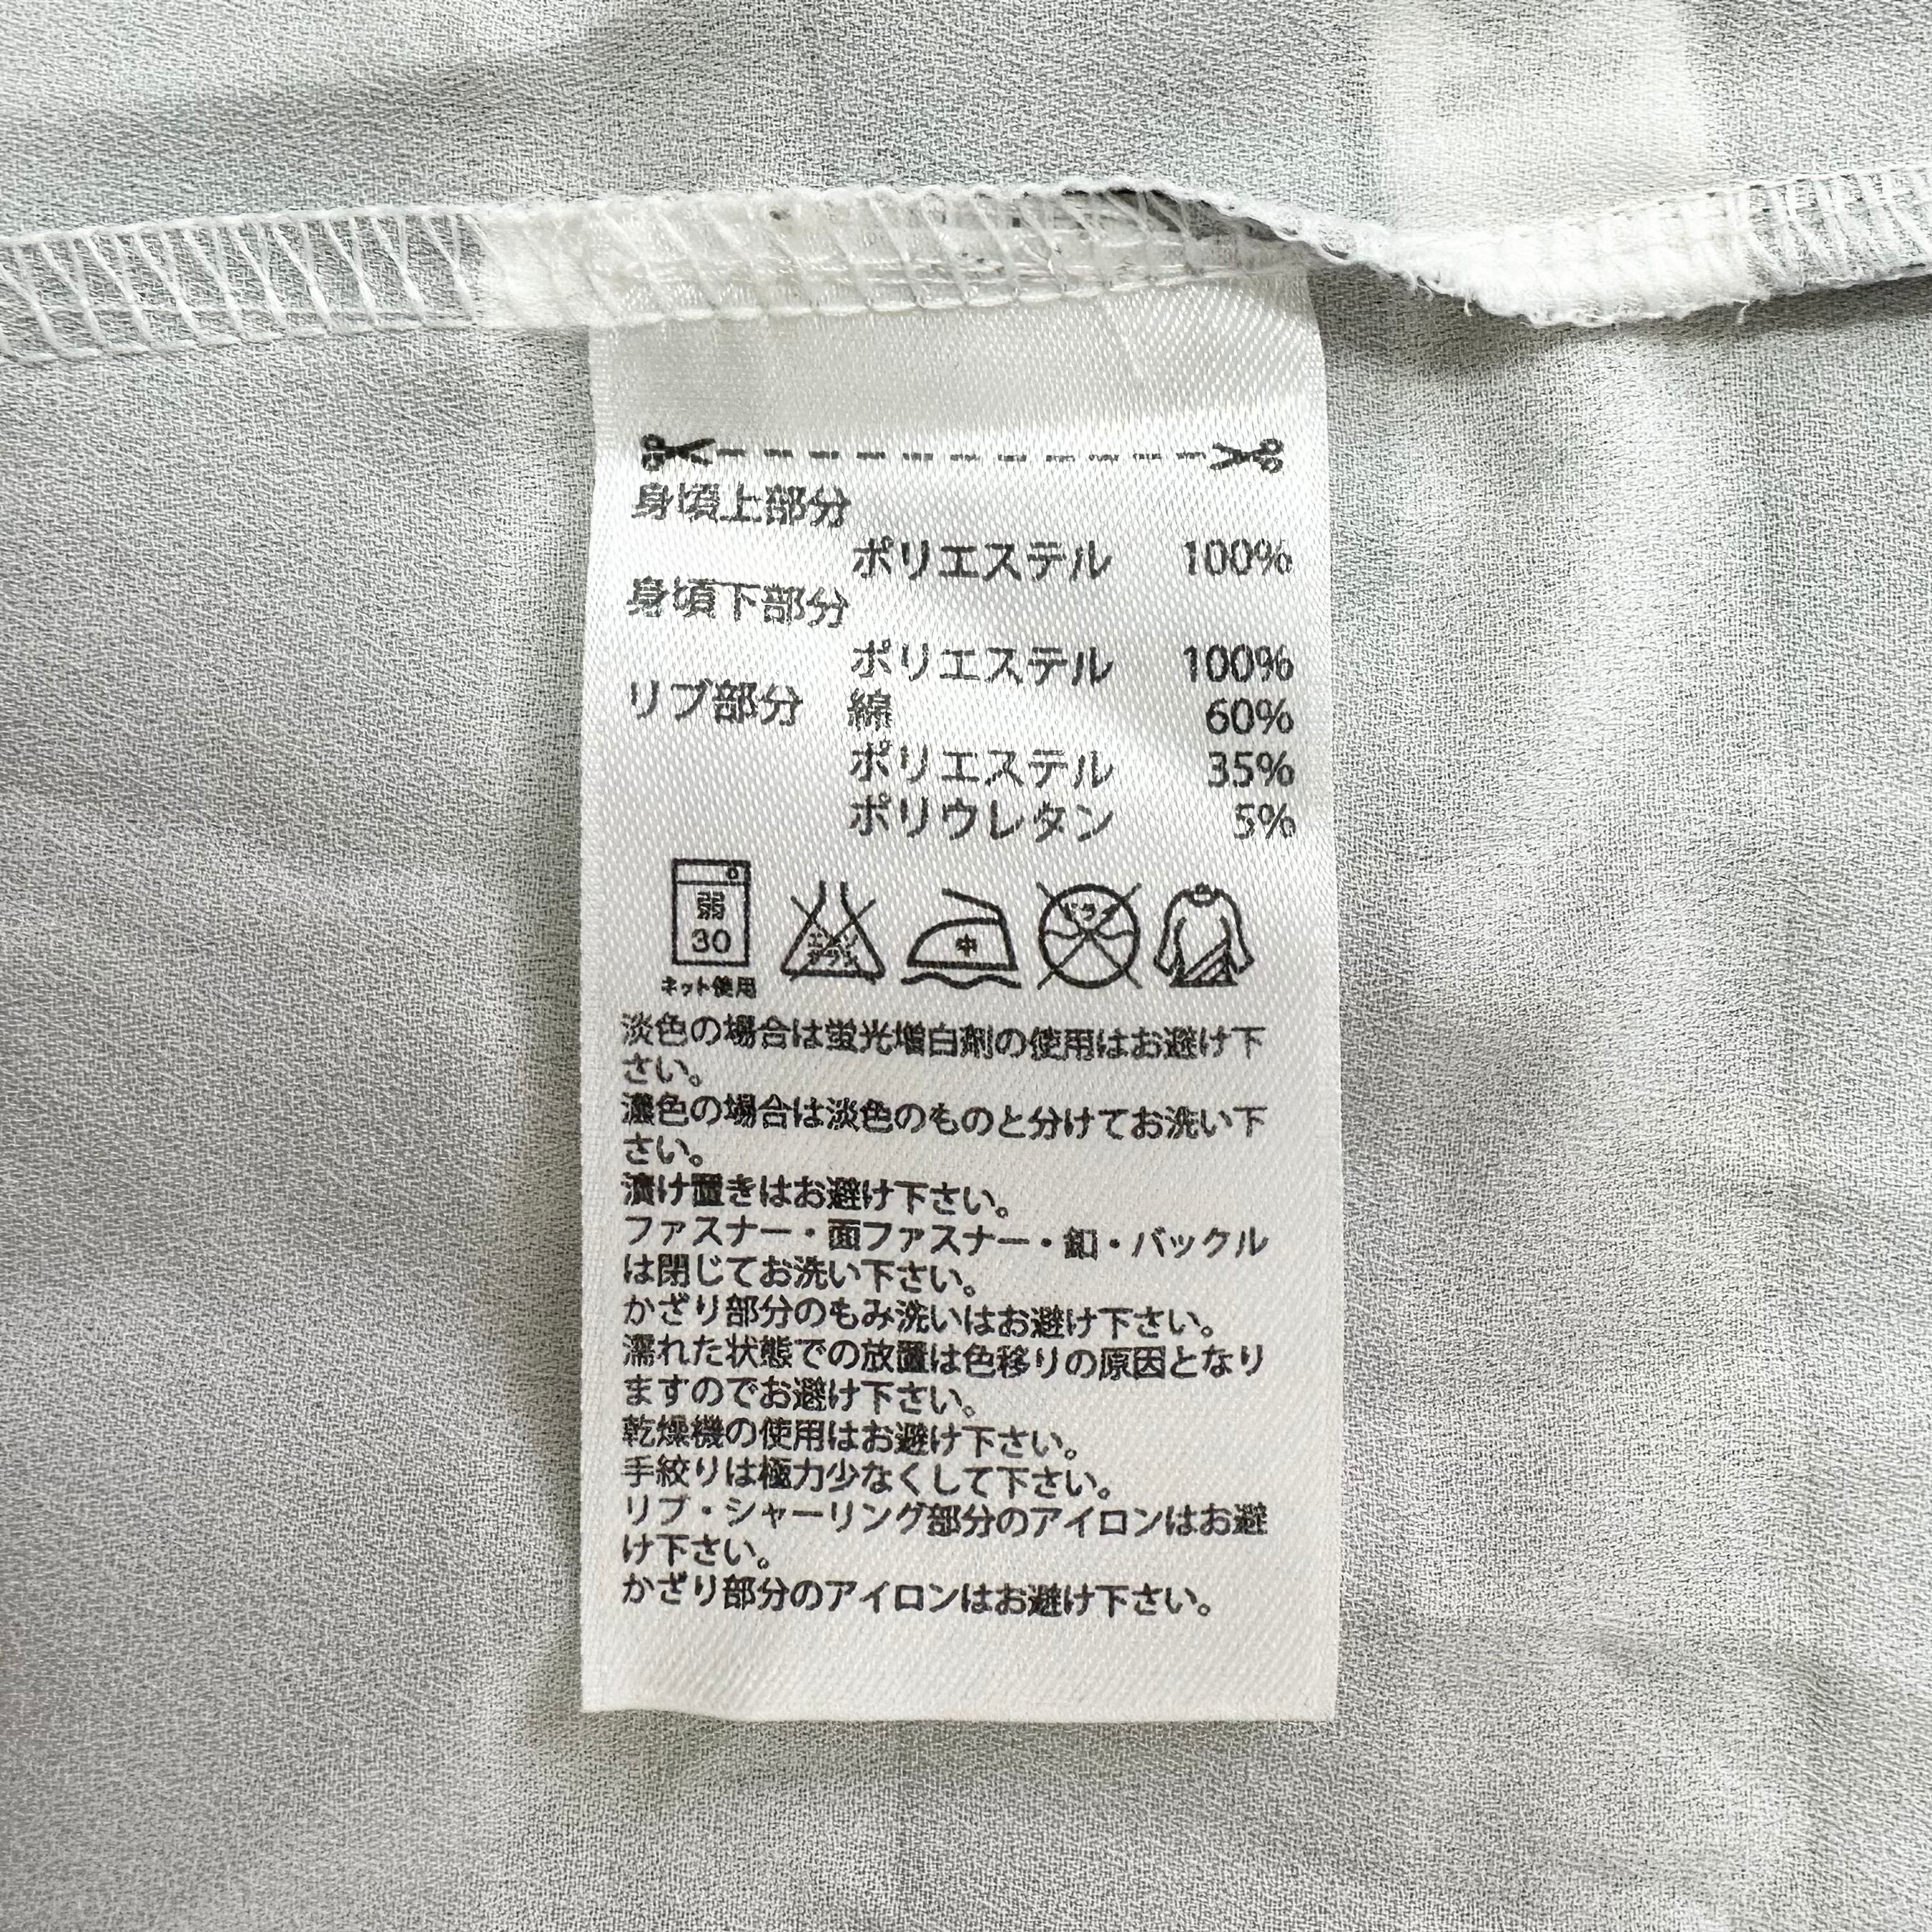 身頃上部分
ポリエステル 100%
身頃下部分
ポリエステル 100%
リブ部分 綿 60%
ポリエステル 35%
ポリウレタン 5%
弱
30
ネット使用
エンソ
サラシ
中
ドライ
淡色の場合は蛍光増白剤の使用はお避け下
さい。
濃色の場合は淡色のものと分けてお洗い下
さい。
漬け置きはお避け下さい。
ファスナー・面ファスナー・釦・バックル
は閉じてお洗い下さい。
かざり部分のもみ洗いはお避け下さい。
濡れた状態での放置は色移りの原因となり
ますのでお避け下さい。
乾燥機の使用はお避け下さい。
手絞りは極力少なくして下さい。
リブ・シャーリング部分のアイロンはお避
け下さい。
かざり部分のアイロンはお避け下さい。